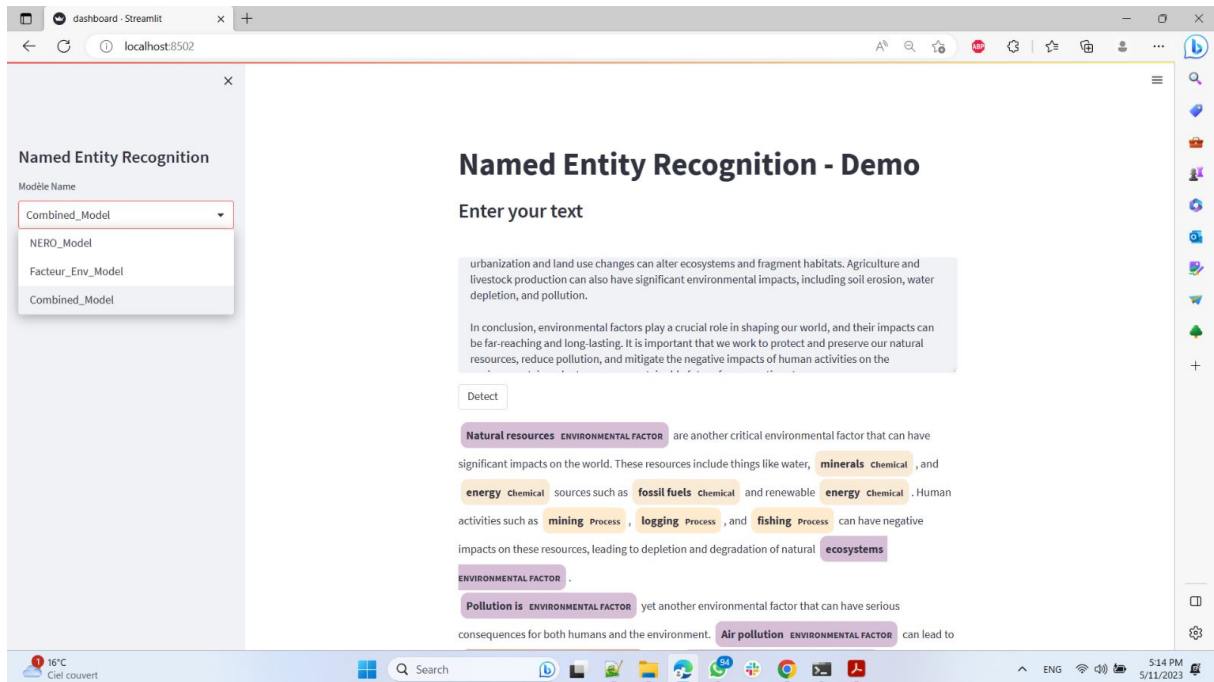 dashboard · Streamlit
localhost:8502
ABP
Named Entity Recognition
Modèle Name
Combined_Model
NERO_Model
Facteur_Env_Model
Combined_Model
Named Entity Recognition - Demo
Enter your text
urbanization and land use changes can alter ecosystems and fragment habitats. Agriculture and
livestock production can also have significant environmental impacts, including soil erosion, water
depletion, and pollution.
In conclusion, environmental factors play a crucial role in shaping our world, and their impacts can
be far-reaching and long-lasting. It is important that we work to protect and preserve our natural
resources, reduce pollution, and mitigate the negative impacts of human activities on the
Detect
Natural resources ENVIRONMENTAL FACTOR are another critical environmental factor that can have
significant impacts on the world. These resources include things like water, minerals Chemical , and
energy Chemical sources such as fossil fuels Chemical and renewable energy Chemical . Human
activities such as mining Process , logging Process , and fishing Process can have negative
impacts on these resources, leading to depletion and degradation of natural ecosystems
ENVIRONMENTAL FACTOR .
Pollution is ENVIRONMENTAL FACTOR yet another environmental factor that can have serious
consequences for both humans and the environment. Air pollution ENVIRONMENTAL FACTOR can lead to
1
16°C
Ciel couvert
Search
94
ENG
5:14 PM
5/11/2023